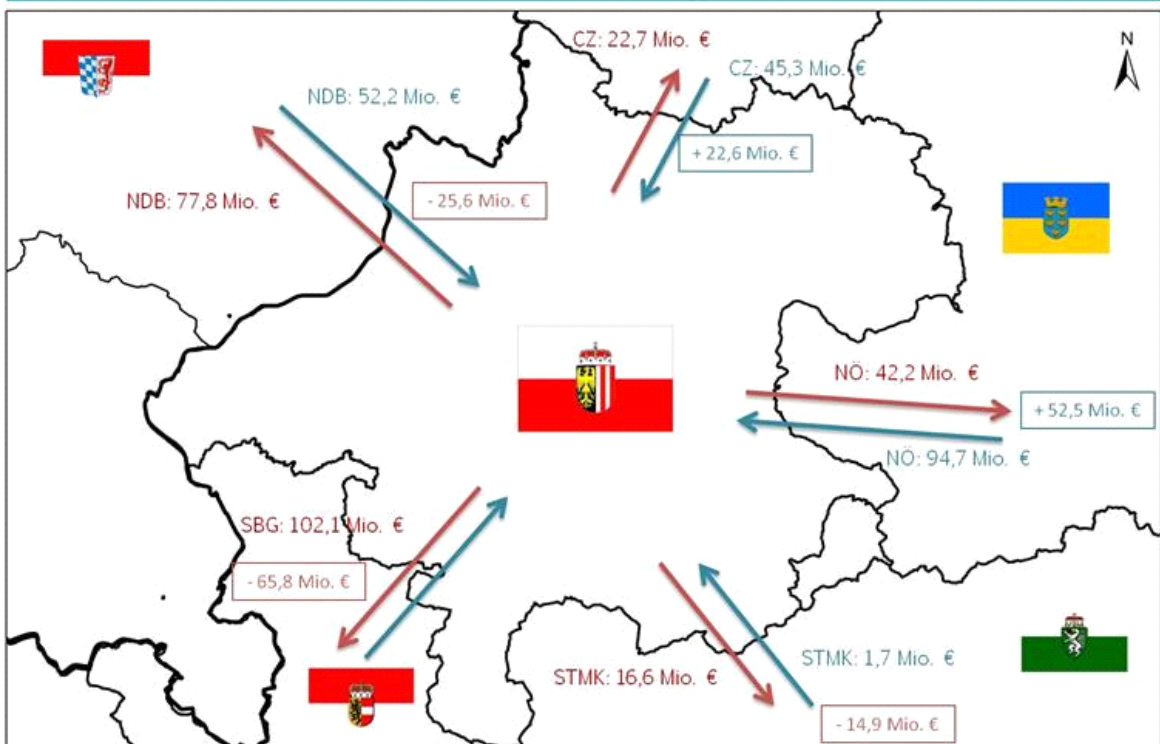 CZ: 22,7 Mio. €
N
CZ: 45,3 Mio. €
NDB: 52,2 Mio. €
+ 22,6 Mio. €
NDB: 77,8 Mio. €
- 25,6 Mio. €
NÖ: 42,2 Mio. €
+ 52,5 Mio. €
NÖ: 94,7 Mio. €
SBG: 102,1 Mio. €
- 65,8 Mio. €
STMK: 1,7 Mio. €
STMK: 16,6 Mio. €
- 14,9 Mio. €